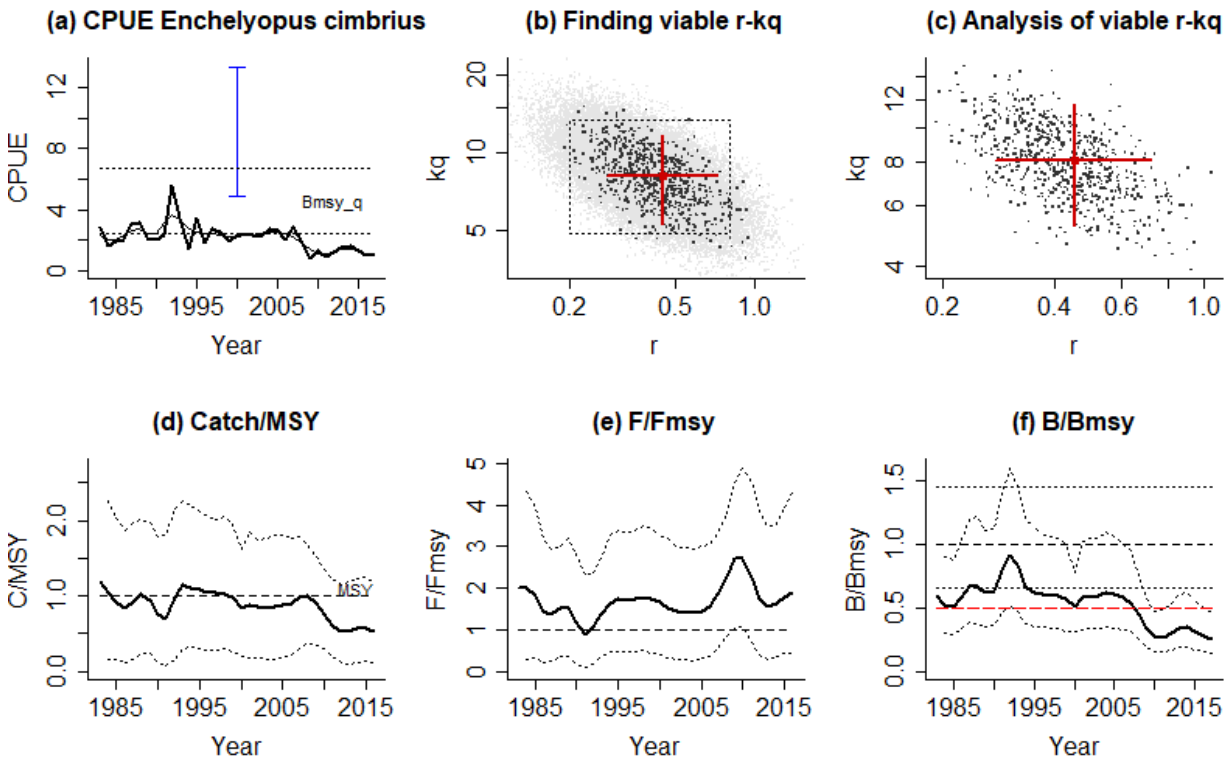 (a) CPUE Enchelyopus cimbrius
CPUE
0 4 8 12
Bmsy_q
1985 1995 2005 2015
Year
(b) Finding viable r-kq
kq
5 10 20
0.2 0.5 1.0
r
(c) Analysis of viable r-kq
kq
4 6 8 12
0.2 0.4 0.6 1.0
r
(d) Catch/MSY
C/MSY
0.0 1.0 2.0
MSY
1985 1995 2005 2015
Year
(e) F/Fmsy
F/Fmsy
0 1 2 3 4 5
1985 1995 2005 2015
Year
(f) B/Bmsy
B/Bmsy
0.0 0.5 1.0 1.5
1985 1995 2005 2015
Year